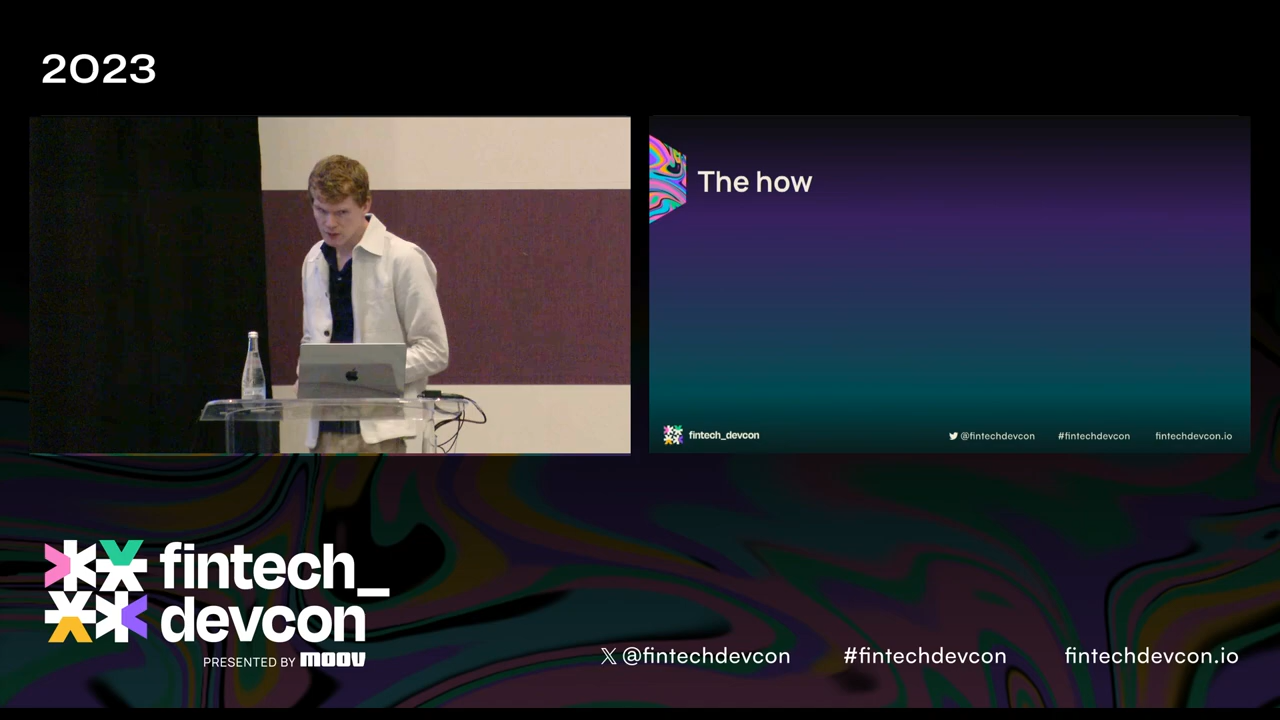 2023
The how
fintech_devcon
@fintechdevcon
#fintechdevcon
fintechdevcon.io
fintech_
devcon
PRESENTED BY moov
@fintechdevcon
#fintechdevcon
fintechdevcon.io